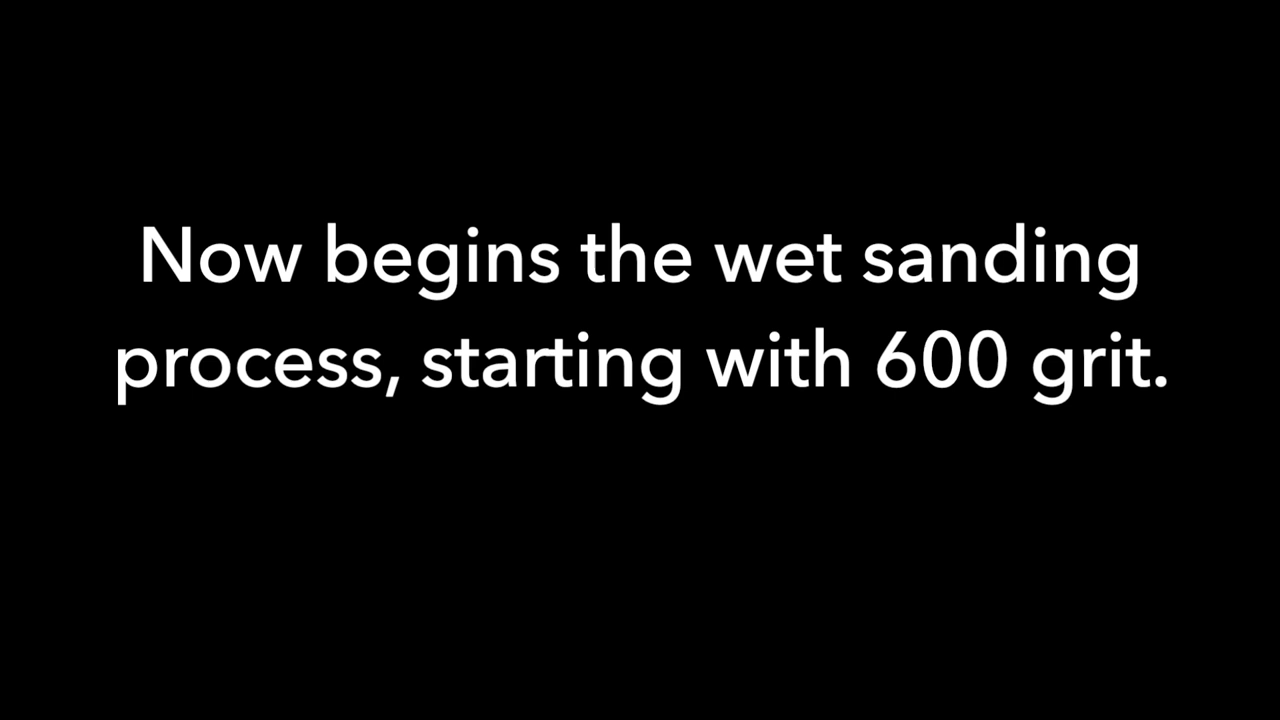 Now begins the wet sanding
process, starting with 600 grit.